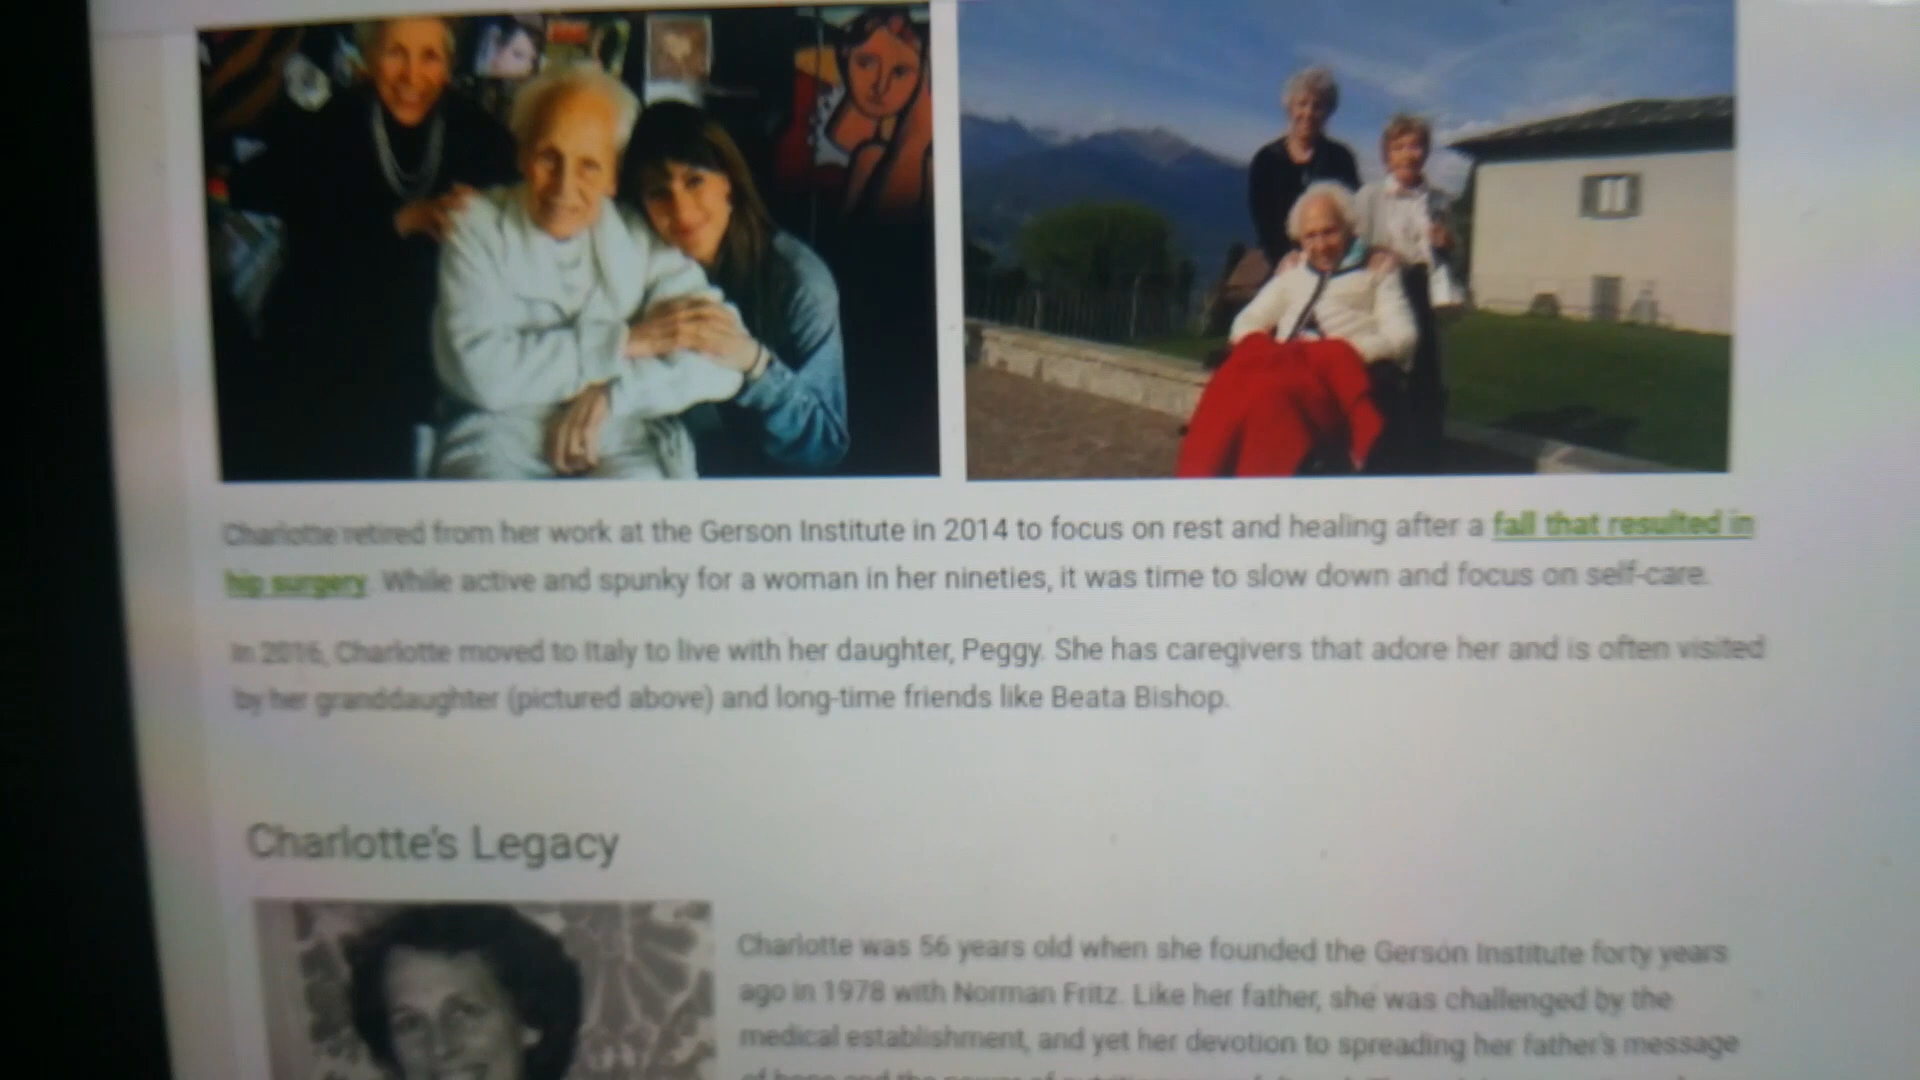 Charlotte retired from her work at the Gerson Institute in 2014 to focus on rest and healing after a fall that resulted in
hip surgery. While active and spunky for a woman in her nineties, it was time to slow down and focus on self-care.
In 2016, Charlotte moved to Italy to live with her daughter, Peggy. She has caregivers that adore her and is often visited
by her granddaughter (pictured above) and long-time friends like Beata Bishop.
Charlotte's Legacy
Charlotte was 56 years old when she founded the Gerson Institute forty years
ago in 1978 with Norman Fritz. Like her father, she was challenged by the
medical establishment, and yet her devotion to spreading her father's message